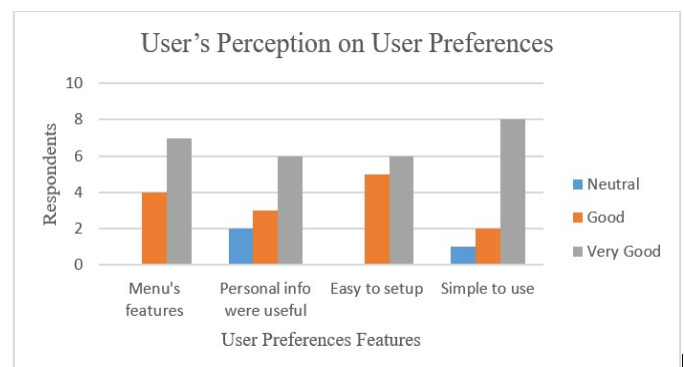 User's Perception on User Preferences
10
8
6
4
2
0
Respondents
Menu's
features
Personal info
were useful
Easy to setup
Simple to use
User Preferences Features
Neutral
Good
Very Good